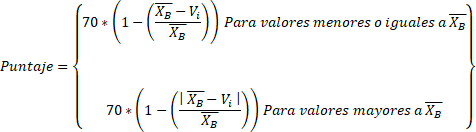 70 ∗ (1 − ((X̅_B − V_i) / X̅_B)) Para valores menores o iguales a X̅_B
Puntaje =
70 ∗ (1 − (| X̅_B − V_i | / X̅_B)) Para valores mayores a X̅_B